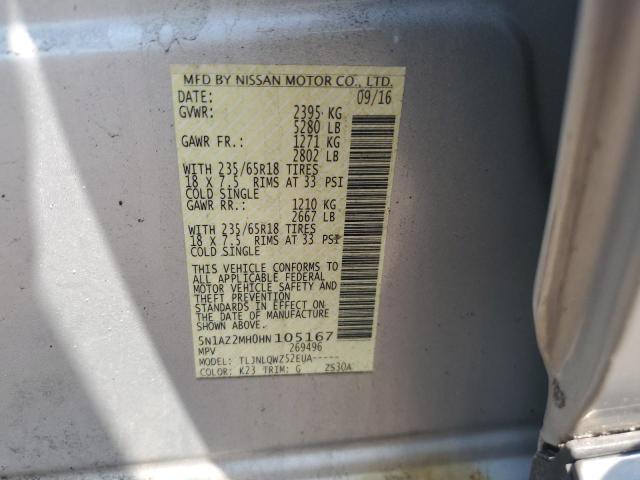 MFD BY NISSAN MOTOR CO., LTD.
DATE: 09/16
GVWR: 2395 KG
5280 LB
GAWR FR.: 1271 KG
2802 LB
WITH 235/65R18 TIRES
18 X 7.5 RIMS AT 33 PSI
COLD SINGLE
GAWR RR.: 1210 KG
2667 LB
WITH 235/65R18 TIRES
18 X 7.5 RIMS AT 33 PSI
COLD SINGLE
THIS VEHICLE CONFORMS TO
ALL APPLICABLE FEDERAL
MOTOR VEHICLE SAFETY AND
THEFT PREVENTION
STANDARDS IN EFFECT ON
THE DATE OF MANUFACTURE
SHOWN ABOVE.
5N1AZ2MH0HN105167
MPV 269496
MODEL: TLJNLQWZ52EUA-----
COLOR: K23 TRIM: G ZS30A